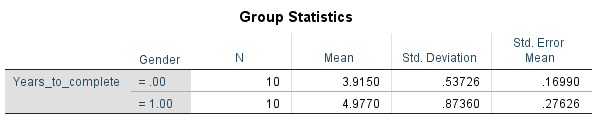 Group Statistics
Gender N Mean Std. Deviation Std. Error Mean
Years_to_complete = .00 10 3.9150 .53726 .16990
= 1.00 10 4.9770 .87360 .27626